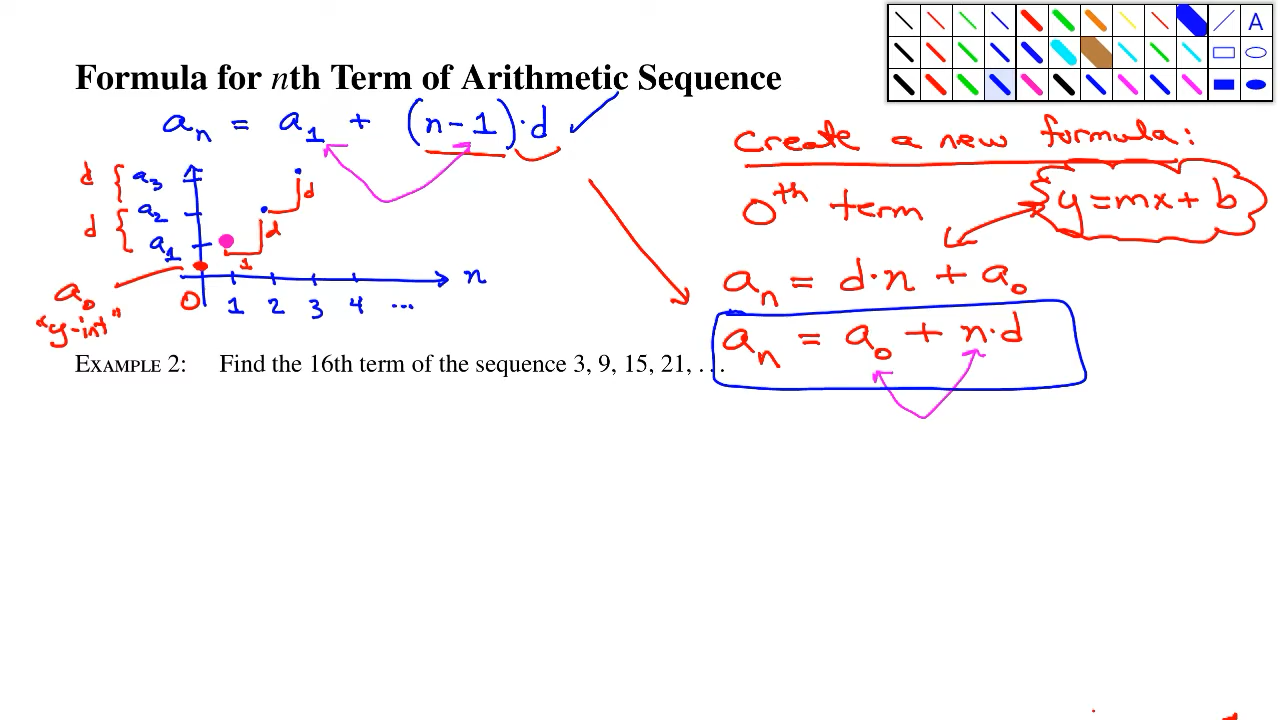 Formula for nth Term of Arithmetic Sequence
aₙ = a₁ + (n-1)·d ✓
create a new formula:
0th term
y=mx+b
aₙ = d·n + a₀
aₙ = a₀ + n·d
d { a₃
d { a₂
a₁
d
d
1
n
0 1 2 3 4 ...
a₀
"y-int"
EXAMPLE 2: Find the 16th term of the sequence 3, 9, 15, 21, . . .
A